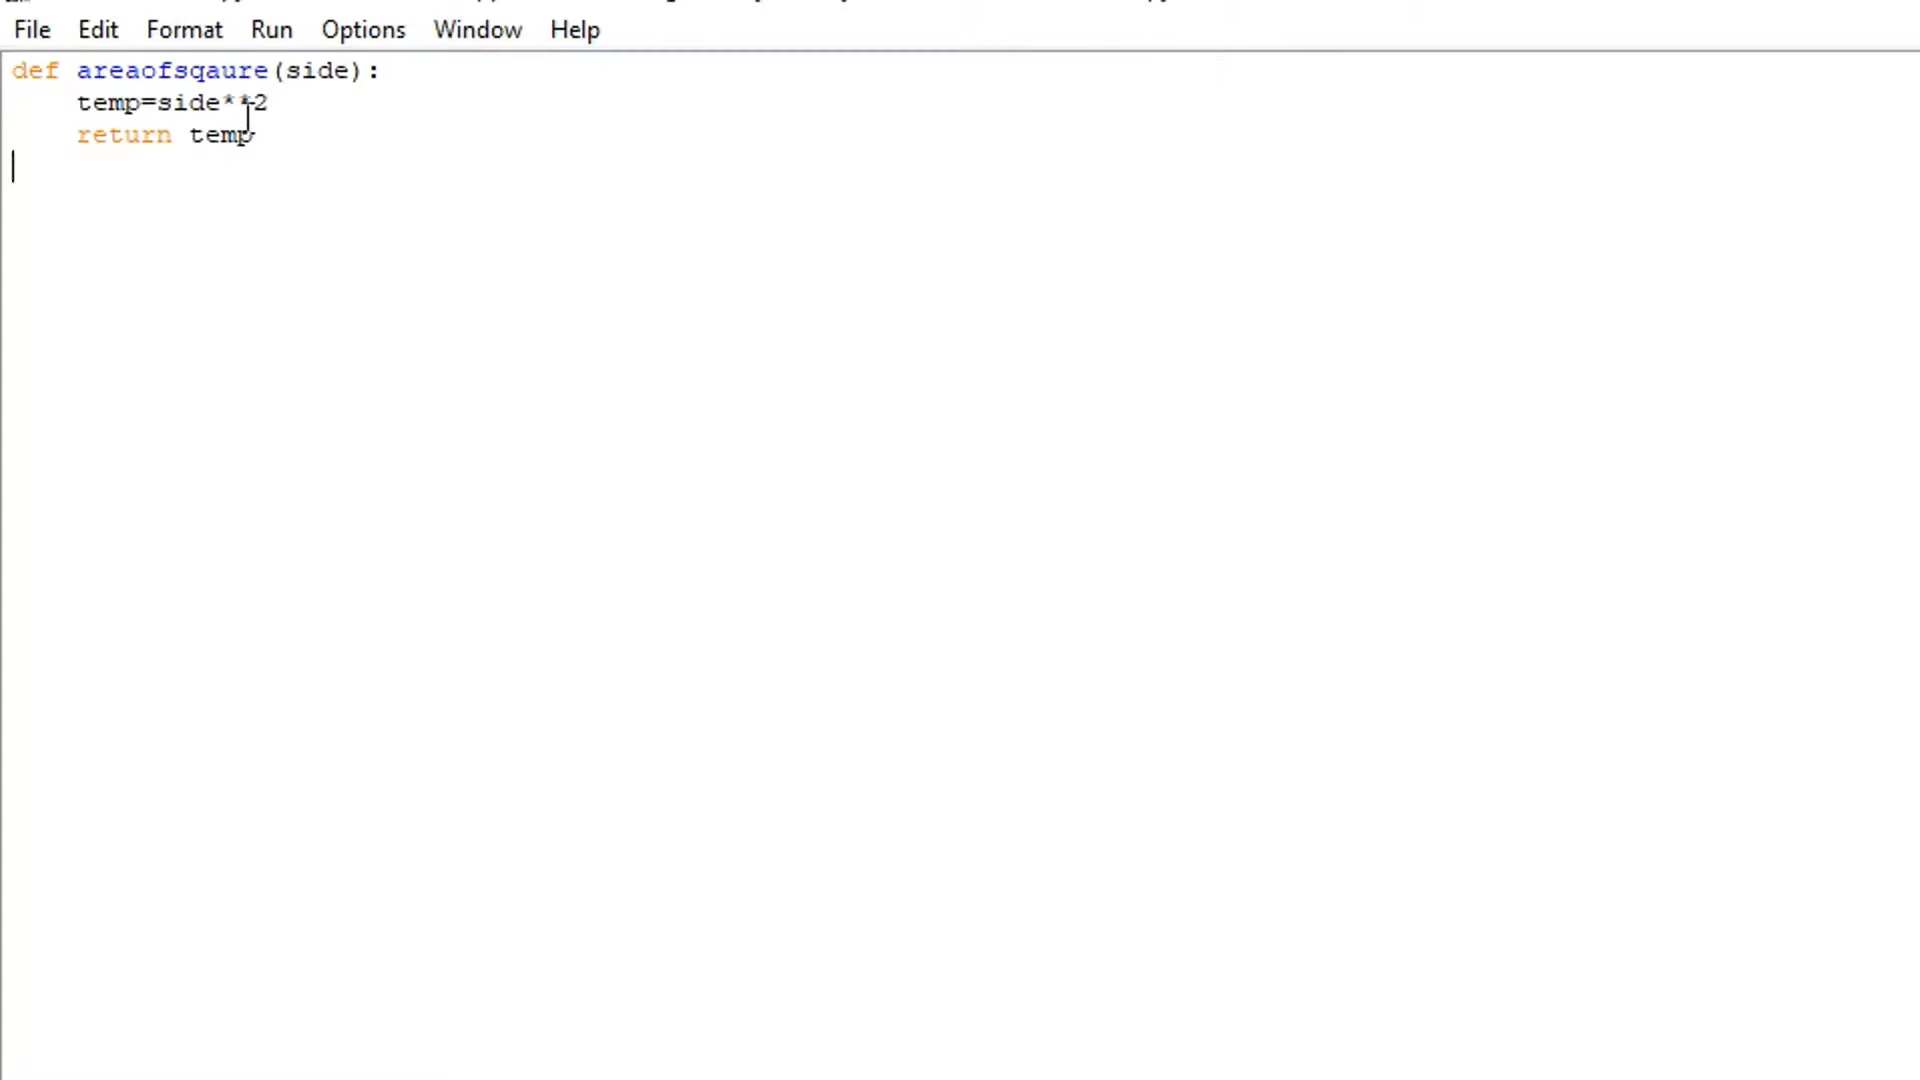 File Edit Format Run Options Window Help
def areaofsqaure(side):
    temp=side**2
    return temp